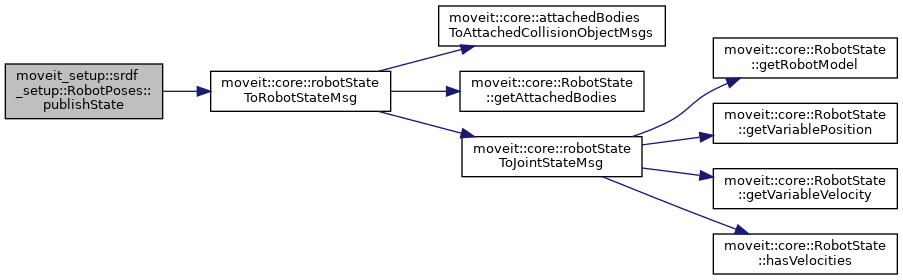 moveit_setup::srdf
_setup::RobotPoses::
publishState
moveit::core::robotState
ToRobotStateMsg
moveit::core::attachedBodies
ToAttachedCollisionObjectMsgs
moveit::core::RobotState
::getAttachedBodies
moveit::core::robotState
ToJointStateMsg
moveit::core::RobotState
::getRobotModel
moveit::core::RobotState
::getVariablePosition
moveit::core::RobotState
::getVariableVelocity
moveit::core::RobotState
::hasVelocities